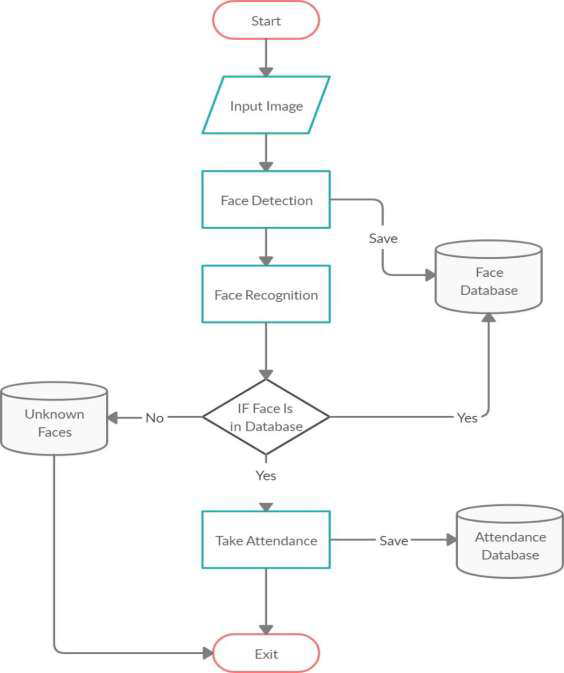 Start
Input Image
Face Detection
Save
Face
Database
Face Recognition
IF Face Is
in Database
No
Yes
Unknown
Faces
Yes
Take Attendance
Save
Attendance
Database
Exit